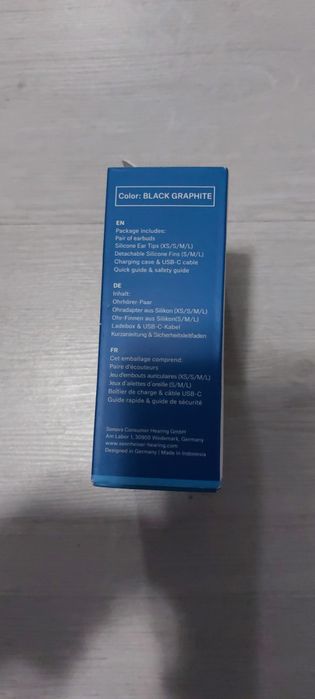 Color: BLACK GRAPHITE
EN
Package includes:
Pair of earbuds
Silicone Ear Tips (XS/S/M/L)
Detachable Silicone Fins (S/M/L)
Charging case & USB-C cable
Quick guide & safety guide
DE
Inhalt:
Ohrhörer-Paar
Ohradapter aus Silikon (XS/S/M/L)
Ohr-Finnen aus Silikon(S/M/L)
Ladebox & USB-C-Kabel
Kurzanleitung & Sicherheitsleitfaden
FR
Cet emballage comprend:
Paire d'écouteurs
Jeu d'embouts auriculaires (XS/S/M/L)
Jeux d'ailettes d'oreille (S/M/L)
Boîtier de charge & câble USB-C
Guide rapide & guide de sécurité
Sonova Consumer Hearing GmbH
Am Labor 1, 30900 Wedemark, Germany
www.sennheiser-hearing.com
Designed in Germany | Made in Indonesia